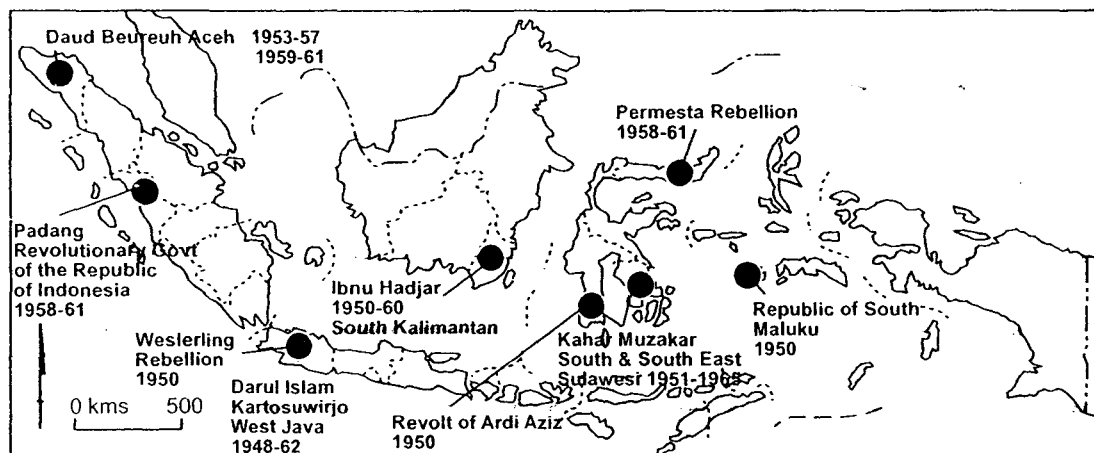 Daud Beureuh Aceh 1953-57
1959-61
Permesta Rebellion
1958-61
Padang
Revolutionary Govt
of the Republic
of Indonesia
1958-61
Ibnu Hadjar
1950-60
South Kalimantan
Republic of South
Maluku
1950
Weslerling
Rebellion
1950
Kahar Muzakar
South & South East
Sulawesi 1951-1965
Darul Islam
Kartosuwirjo
West Java
1948-62
Revolt of Ardi Aziz
1950
0 kms 500